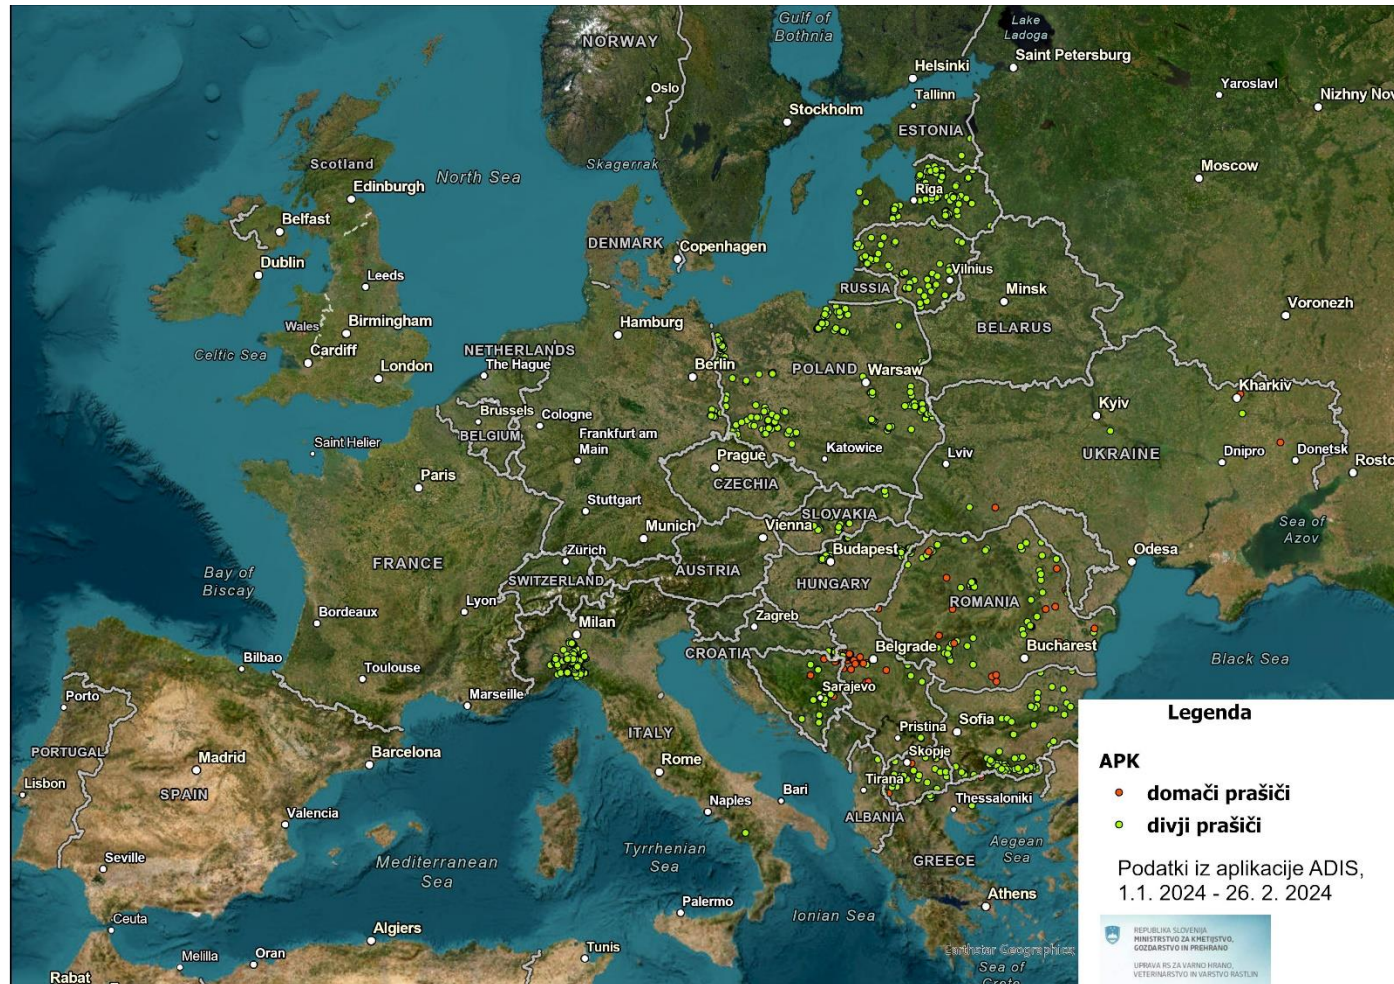 NORWAY
Gulf of
Bothnia
Lake
Ladoga
Helsinki
Saint Petersburg
Oslo
Tallinn
Yaroslavl
Nizhny Nov
Stockholm
ESTONIA
Scotland
Skagerrak
North Sea
Edinburgh
Moscow
Riga
Belfast
DENMARK
Copenhagen
Dublin
Leeds
Vilnius
RUSSIA
Minsk
Voronezh
Wales
Birmingham
Hamburg
BELARUS
Celtic Sea
Cardiff
NETHERLANDS
The Hague
Berlin
POLAND
Warsaw
London
Kharkiv
Brussels
Cologne
Kyiv
BELGIUM
Saint Helier
Frankfurt am
Main
Katowice
Lviv
UKRAINE
Dnipro
Donetsk
Rosto
Paris
Prague
CZECHIA
Stuttgart
SLOVAKIA
Sea of
Azov
Munich
Vienna
Zürich
Budapest
Odesa
FRANCE
SWITZERLAND
AUSTRIA
HUNGARY
Bay of
Biscay
Lyon
ROMANIA
Bordeaux
Milan
Zagreb
CROATIA
Belgrade
Bucharest
Bilbao
Toulouse
Black Sea
Porto
Marseille
Sarajevo
ITALY
Pristina
Sofia
PORTUGAL
Madrid
Barcelona
Rome
Skopje
Tirana
Lisbon
SPAIN
Valencia
Naples
Bari
Thessaloniki
ALBANIA
Seville
Mediterranean
Sea
Tyrrhenian
Sea
GREECE
Aegean
Sea
Ceuta
Palermo
Ionian Sea
Athens
Algiers
Melilla
Oran
Tunis
Rabat
Earthstar Geographics
Sea of
Crete
Legenda
APK
domači prašiči
divji prašiči
Podatki iz aplikacije ADIS,
1.1. 2024 - 26. 2. 2024
REPUBLIKA SLOVENIJA
MINISTRSTVO ZA KMETIJSTVO,
GOZDARSTVO IN PREHRANO
UPRAVA RS ZA VARNO HRANO,
VETERINARSTVO IN VARSTVO RASTLIN